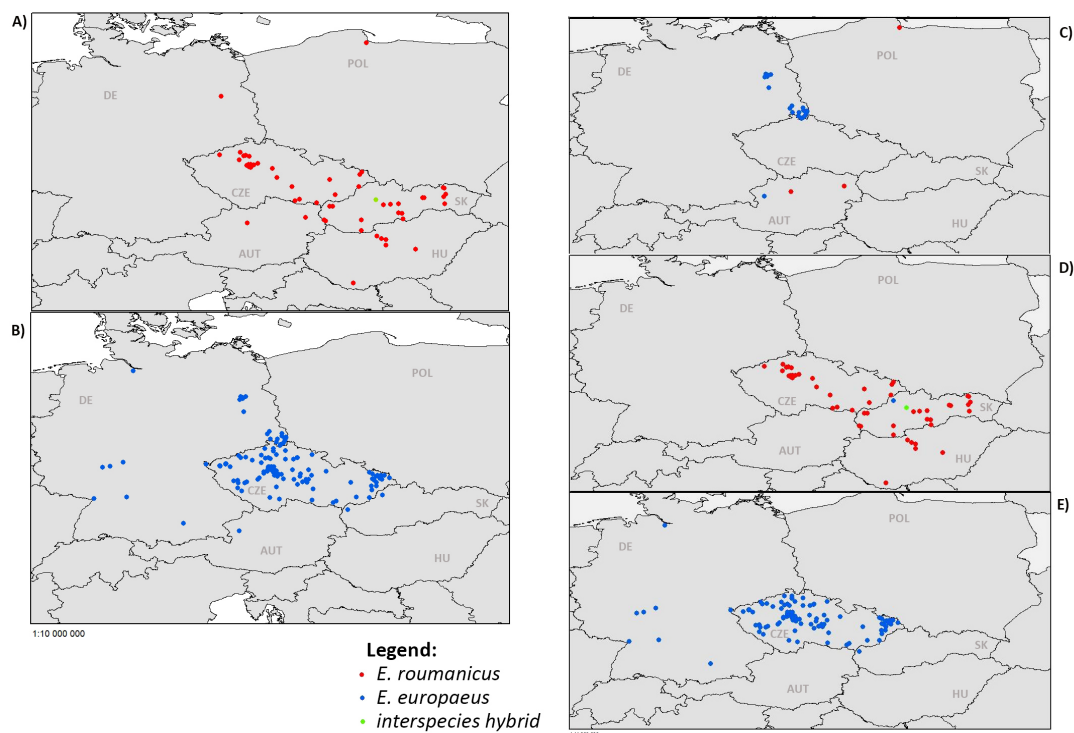 A)
POL
DE
CZE
SK
AUT
HU
B)
POL
DE
CZE
SK
AUT
HU
1:10 000 000
Legend:
E. roumanicus
E. europaeus
interspecies hybrid
C)
POL
DE
CZE
SK
AUT
HU
D)
POL
DE
CZE
SK
AUT
HU
E)
POL
DE
CZE
SK
AUT
HU